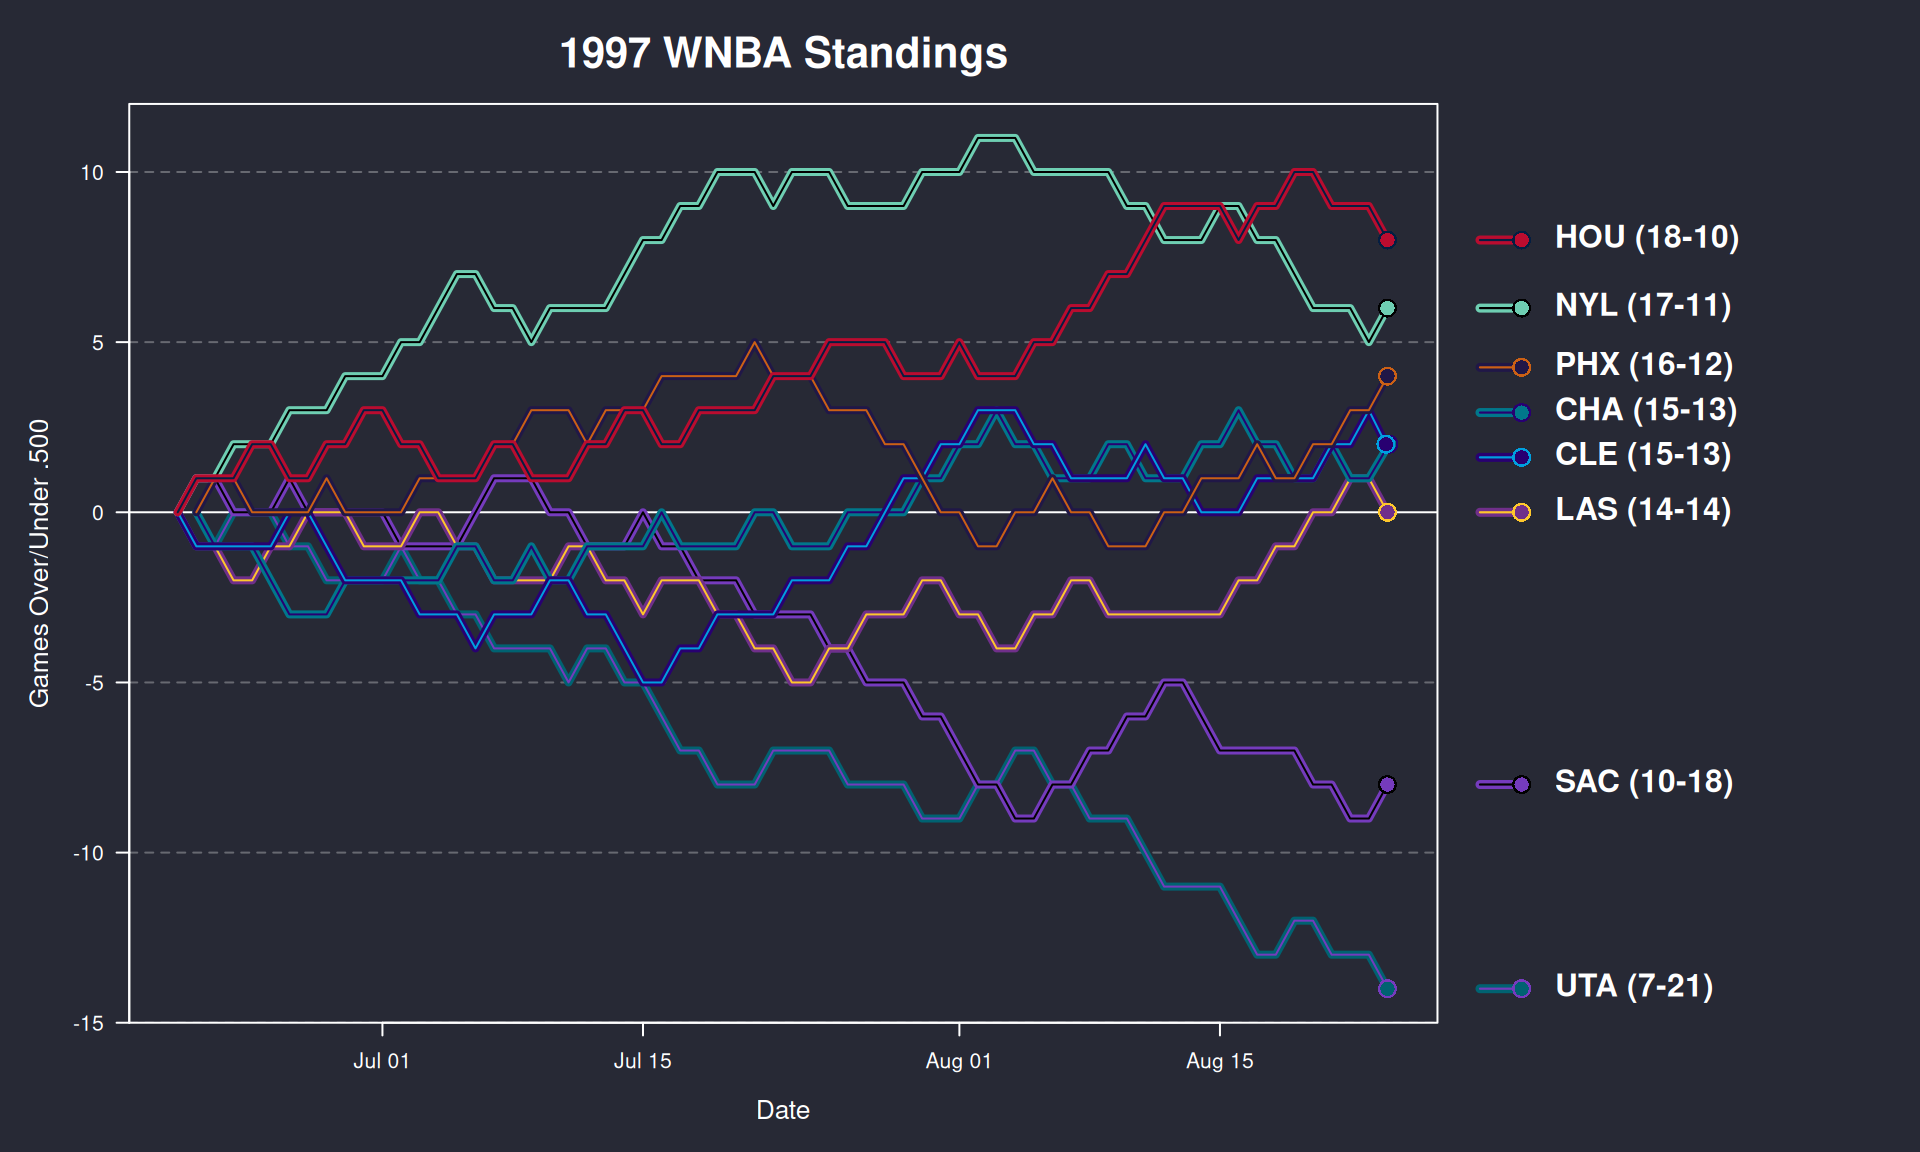 1997 WNBA Standings
Games Over/Under .500
10
5
0
-5
-10
-15
Jul 01
Jul 15
Aug 01
Aug 15
Date
HOU (18-10)
NYL (17-11)
PHX (16-12)
CHA (15-13)
CLE (15-13)
LAS (14-14)
SAC (10-18)
UTA (7-21)